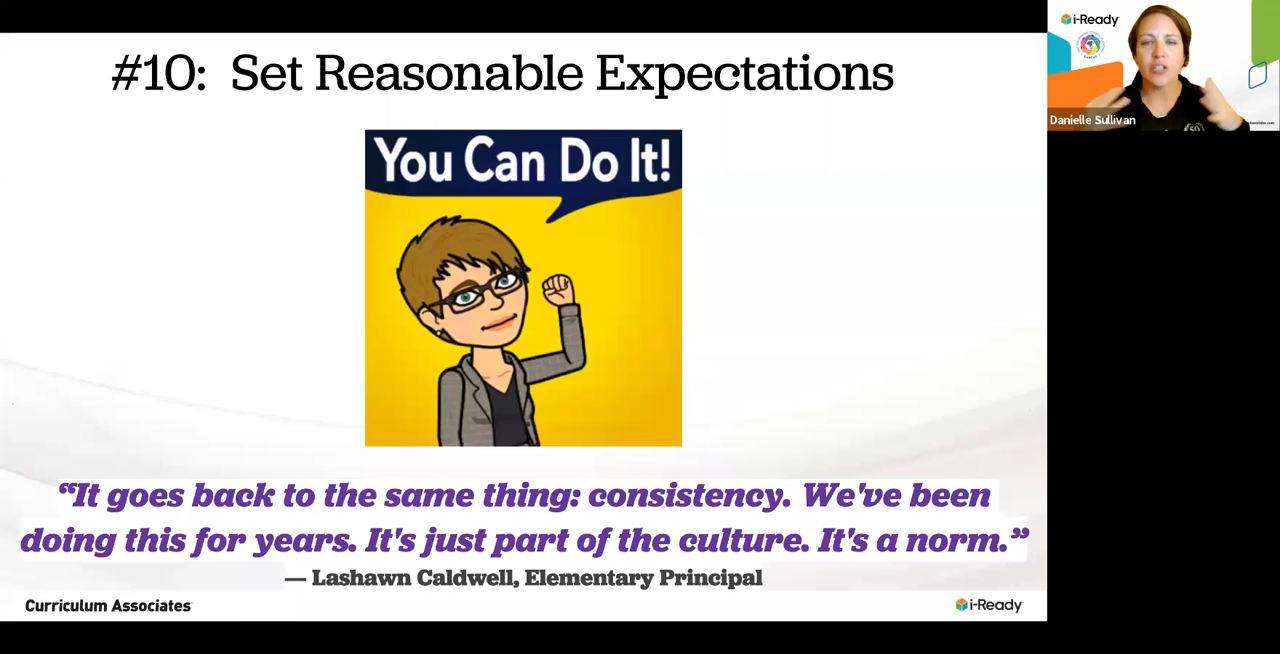 #10: Set Reasonable Expectations
You Can Do It!
“It goes back to the same thing: consistency. We've been
doing this for years. It's just part of the culture. It's a norm.”
— Lashawn Caldwell, Elementary Principal
Curriculum Associates
i-Ready
i-Ready
Danielle Sullivan